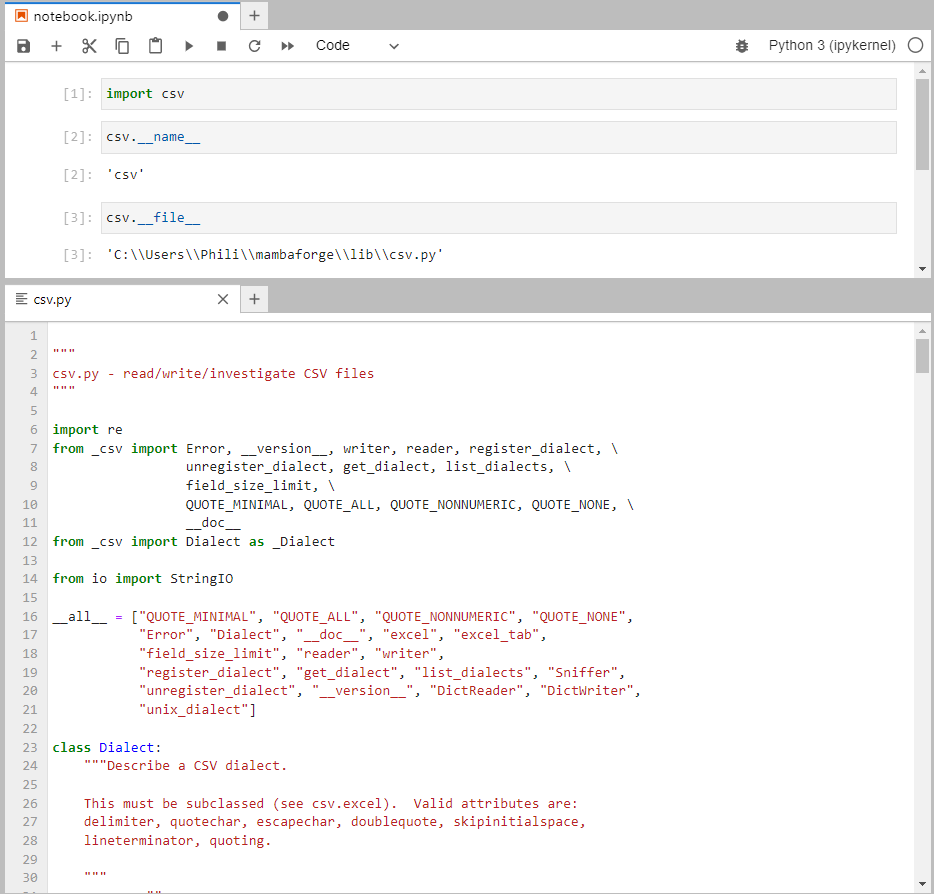 notebook.ipynb
Code
Python 3 (ipykernel)
[1]: import csv
[2]: csv.__name__
[2]: 'csv'
[3]: csv.__file__
[3]: 'C:\\Users\\Phili\\mambaforge\\lib\\csv.py'
csv.py
1
2 """
3 csv.py - read/write/investigate CSV files
4 """
5
6 import re
7 from _csv import Error, __version__, writer, reader, register_dialect, \
8                  unregister_dialect, get_dialect, list_dialects, \
9                  field_size_limit, \
10                  QUOTE_MINIMAL, QUOTE_ALL, QUOTE_NONNUMERIC, QUOTE_NONE, \
11                  __doc__
12 from _csv import Dialect as _Dialect
13
14 from io import StringIO
15
16 __all__ = ["QUOTE_MINIMAL", "QUOTE_ALL", "QUOTE_NONNUMERIC", "QUOTE_NONE",
17            "Error", "Dialect", "__doc__", "excel", "excel_tab",
18            "field_size_limit", "reader", "writer",
19            "register_dialect", "get_dialect", "list_dialects", "Sniffer",
20            "unregister_dialect", "__version__", "DictReader", "DictWriter",
21            "unix_dialect"]
22
23 class Dialect:
24     """Describe a CSV dialect.
25
26     This must be subclassed (see csv.excel).  Valid attributes are:
27     delimiter, quotechar, escapechar, doublequote, skipinitialspace,
28     lineterminator, quoting.
29
30     """